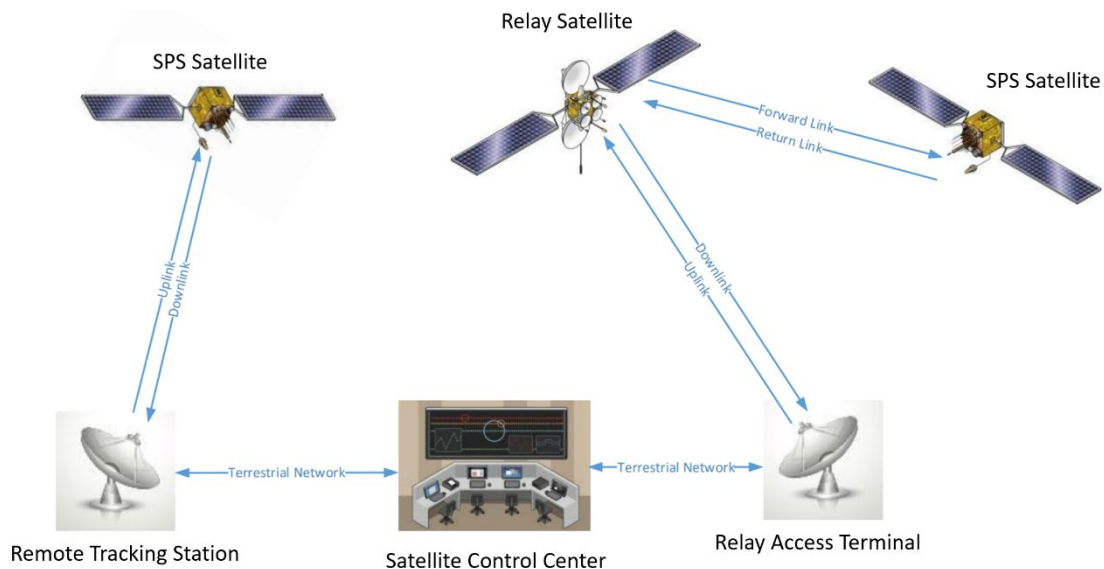 Relay Satellite
SPS Satellite
SPS Satellite
Forward Link
Return Link
Uplink
Downlink
Downlink
Uplink
Terrestrial Network
Terrestrial Network
Remote Tracking Station
Satellite Control Center
Relay Access Terminal